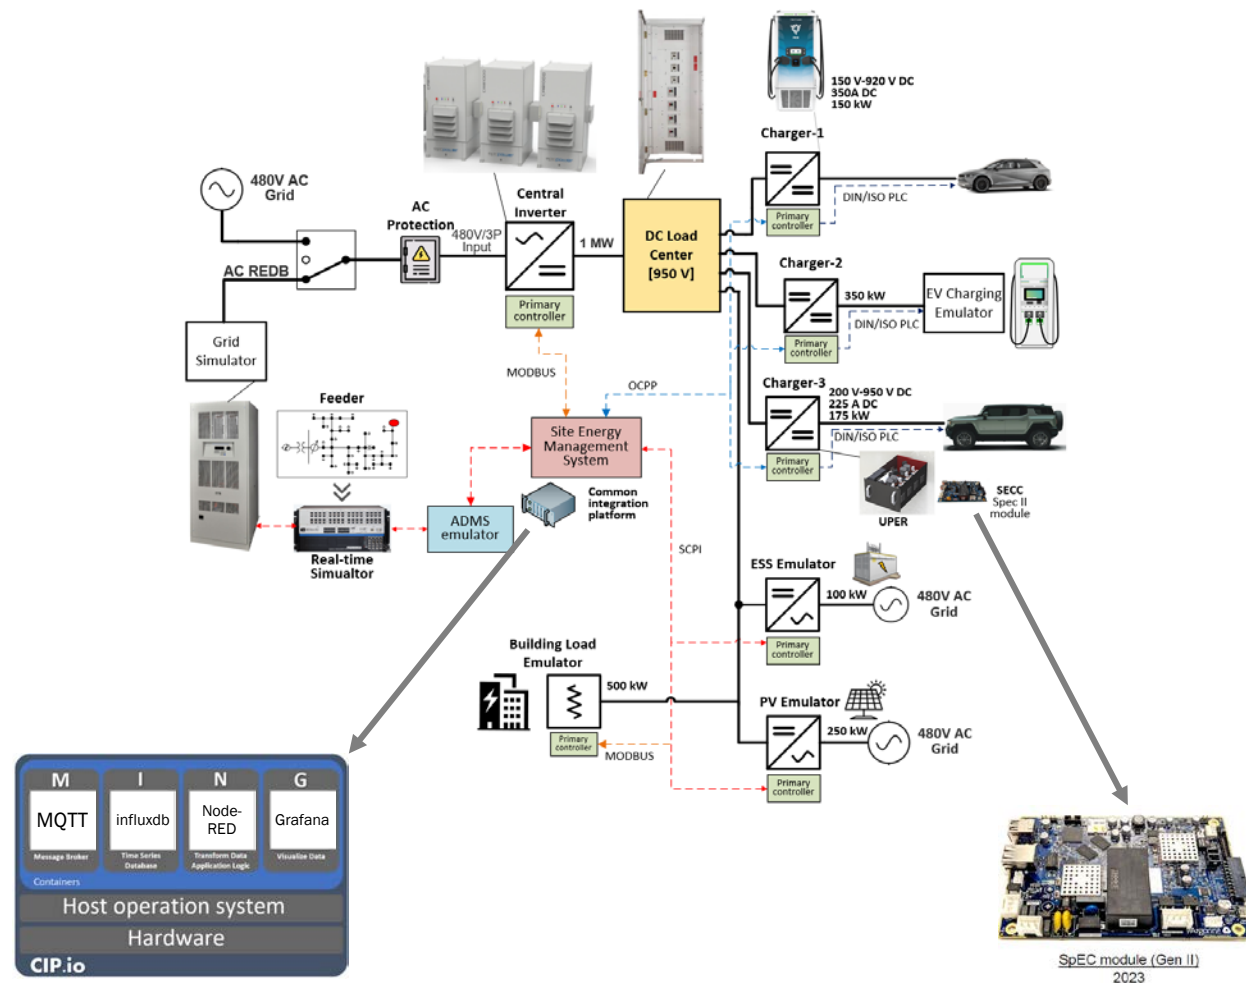 150 V-920 V DC
350A DC
150 kW
Charger-1
480V AC
Grid
DIN/ISO PLC
AC
Protection
Central
Inverter
480V/3P
Input
1 MW
DC Load
Center
[950 V]
Primary
controller
AC REDB
Charger-2
350 kW
EV Charging
Emulator
DIN/ISO PLC
Primary
controller
Primary
controller
Grid
Simulator
MODBUS
OCPP
Charger-3
200 V-950 V DC
225 A DC
175 kW
DIN/ISO PLC
Primary
controller
Feeder
Site Energy
Management
System
Common
integration
platform
UPER
SECC
Spec II
module
ADMS
emulator
Real-time
Simualtor
SCPI
ESS Emulator
100 kW
480V AC
Grid
Primary
controller
Building Load
Emulator
500 kW
Primary
controller
MODBUS
PV Emulator
250 kW
480V AC
Grid
Primary
controller
M
I
N
G
MQTT
influxdb
Node-
RED
Grafana
Message Broker
Time Series
Database
Transform Data
Application Logic
Visualize Data
Containers
Host operation system
Hardware
CIP.io
Argonne
SpEC module (Gen II)
2023